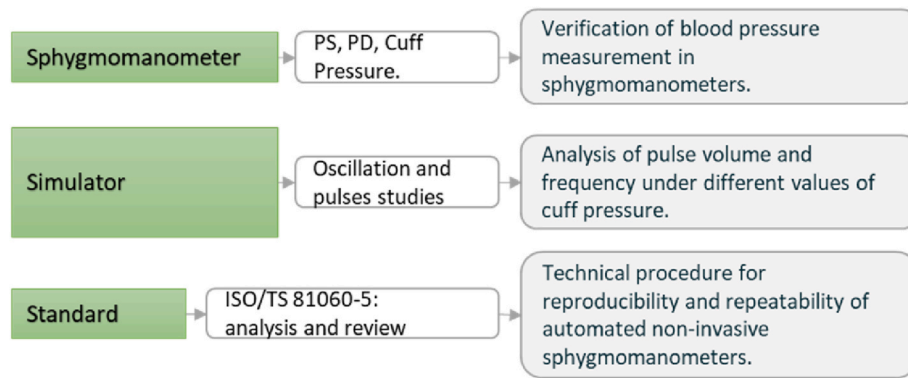 Sphygmomanometer
PS, PD, Cuff
Pressure.
Verification of blood pressure
measurement in
sphygmomanometers.
Simulator
Oscillation and
pulses studies
Analysis of pulse volume and
frequency under different values of
cuff pressure.
Standard
ISO/TS 81060-5:
analysis and review
Technical procedure for
reproducibility and repeatability of
automated non-invasive
sphygmomanometers.